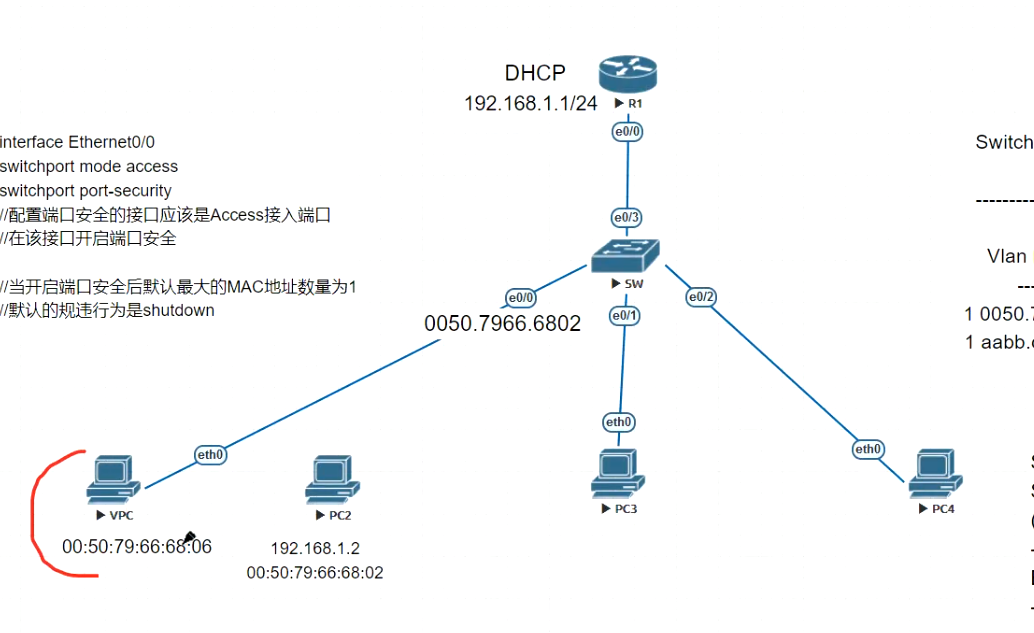 DHCP
192.168.1.1/24
R1
e0/0
interface Ethernet0/0
switchport mode access
switchport port-security
//配置端口安全的接口应该是Access接入端口
//在该接口开启端口安全
//当开启端口安全后默认最大的MAC地址数量为1
//默认的规违行为是shutdown
Switch
---------
e0/3
SW
Vlan
---
1 0050.7
1 aabb.
e0/0
0050.7966.6802
e0/1
e0/2
eth0
eth0
eth0
VPC
PC2
PC3
PC4
00:50:79:66:68:06
192.168.1.2
00:50:79:66:68:02